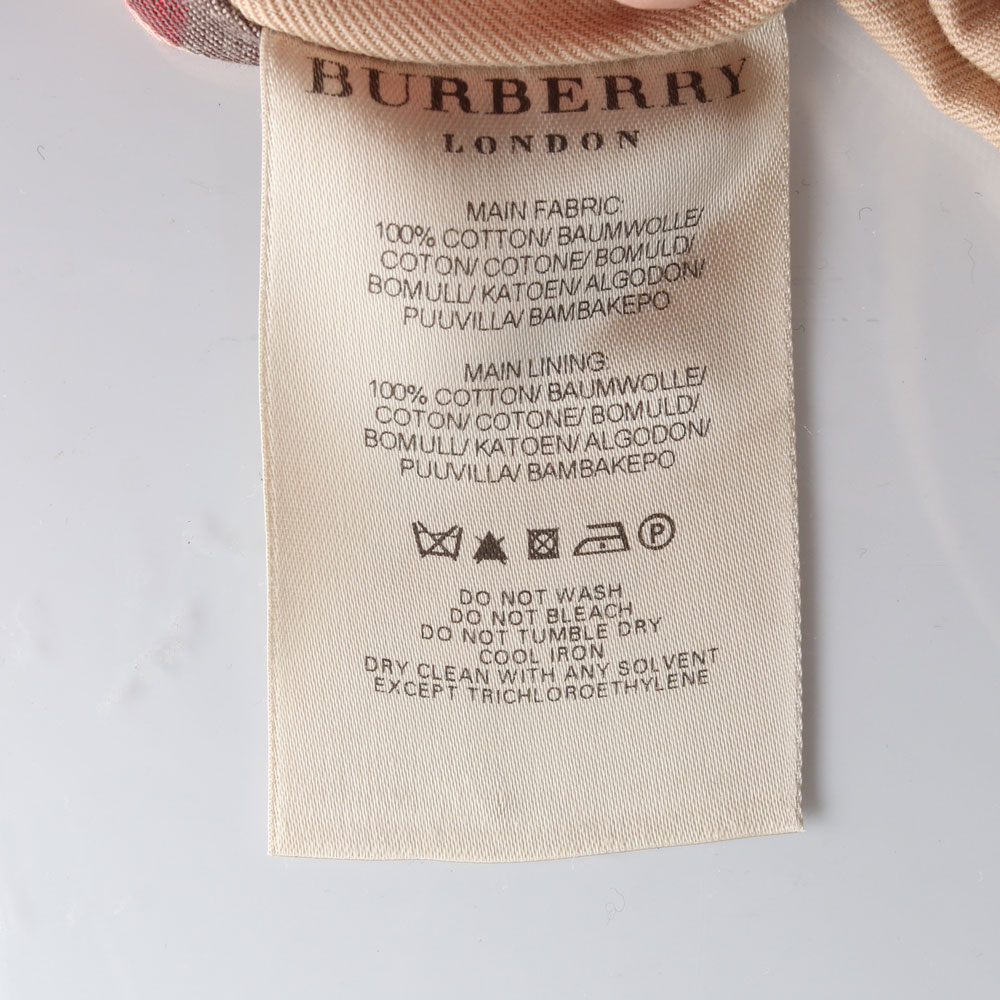 BURBERRY
LONDON
MAIN FABRIC:
100% COTTON/ BAUMWOLLE/
COTON/ COTONE/ BOMULD/
BOMULL/ KATOEN/ ALGODON/
PUUVILLA/ BAMBAKEPO
MAIN LINING:
100% COTTON/ BAUMWOLLE/
COTON/ COTONE/ BOMULD/
BOMULL/ KATOEN/ ALGODON/
PUUVILLA/ BAMBAKEPO
P
DO NOT WASH
DO NOT BLEACH
DO NOT TUMBLE DRY
COOL IRON
DRY CLEAN WITH ANY SOLVENT
EXCEPT TRICHLOROETHYLENE